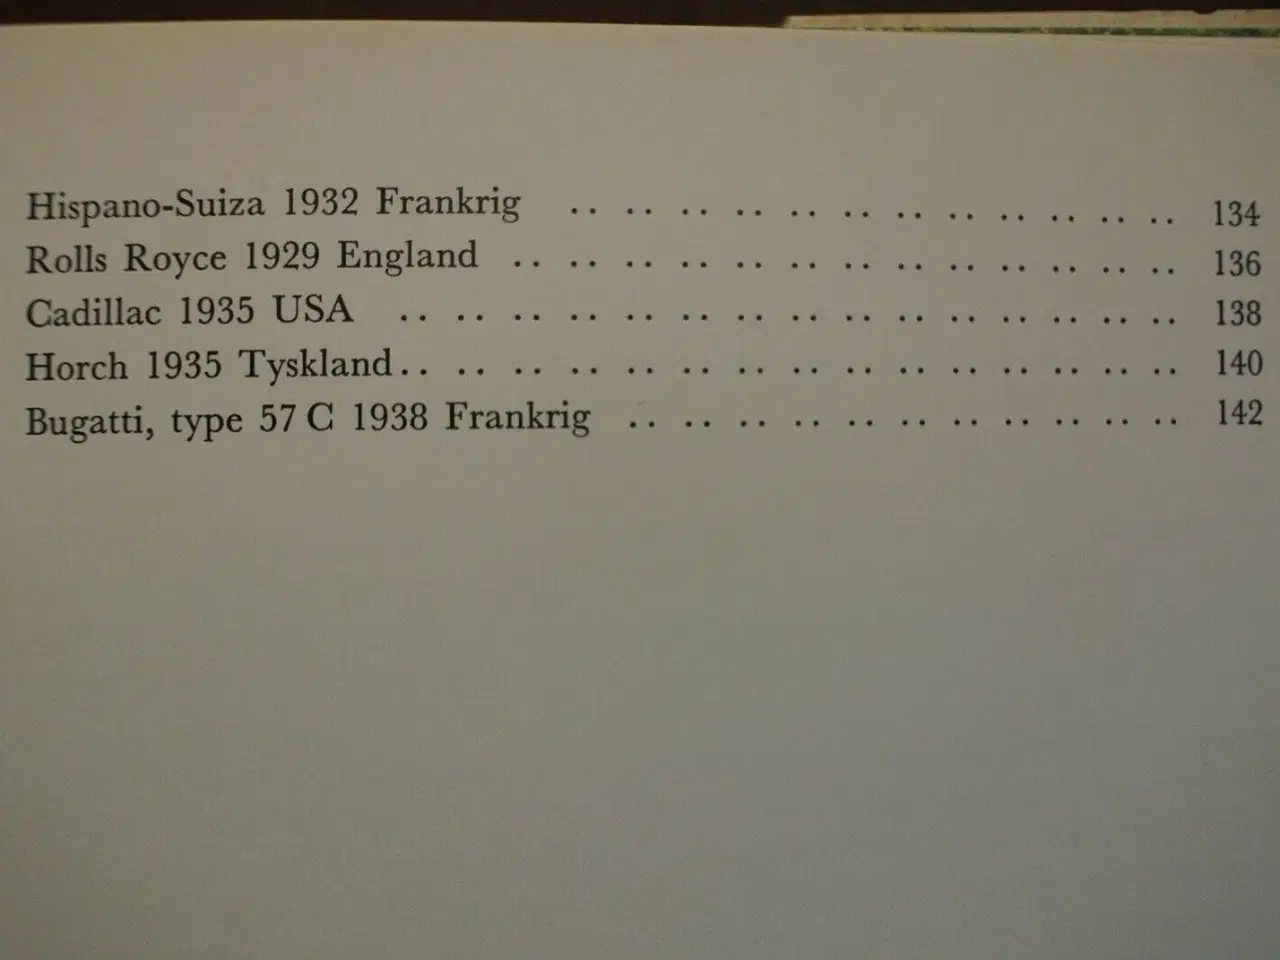 Hispano-Suiza 1932 Frankrig .. .. .. .. .. .. .. .. .. .. .. .. 134
Rolls Royce 1929 England .. .. .. .. .. .. .. .. .. .. .. .. .. 136
Cadillac 1935 USA .. .. .. .. .. .. .. .. .. .. .. .. .. .. .. 138
Horch 1935 Tyskland .. .. .. .. .. .. .. .. .. .. .. .. .. .. .. 140
Bugatti, type 57 C 1938 Frankrig .. .. .. .. .. .. .. .. .. .. .. 142